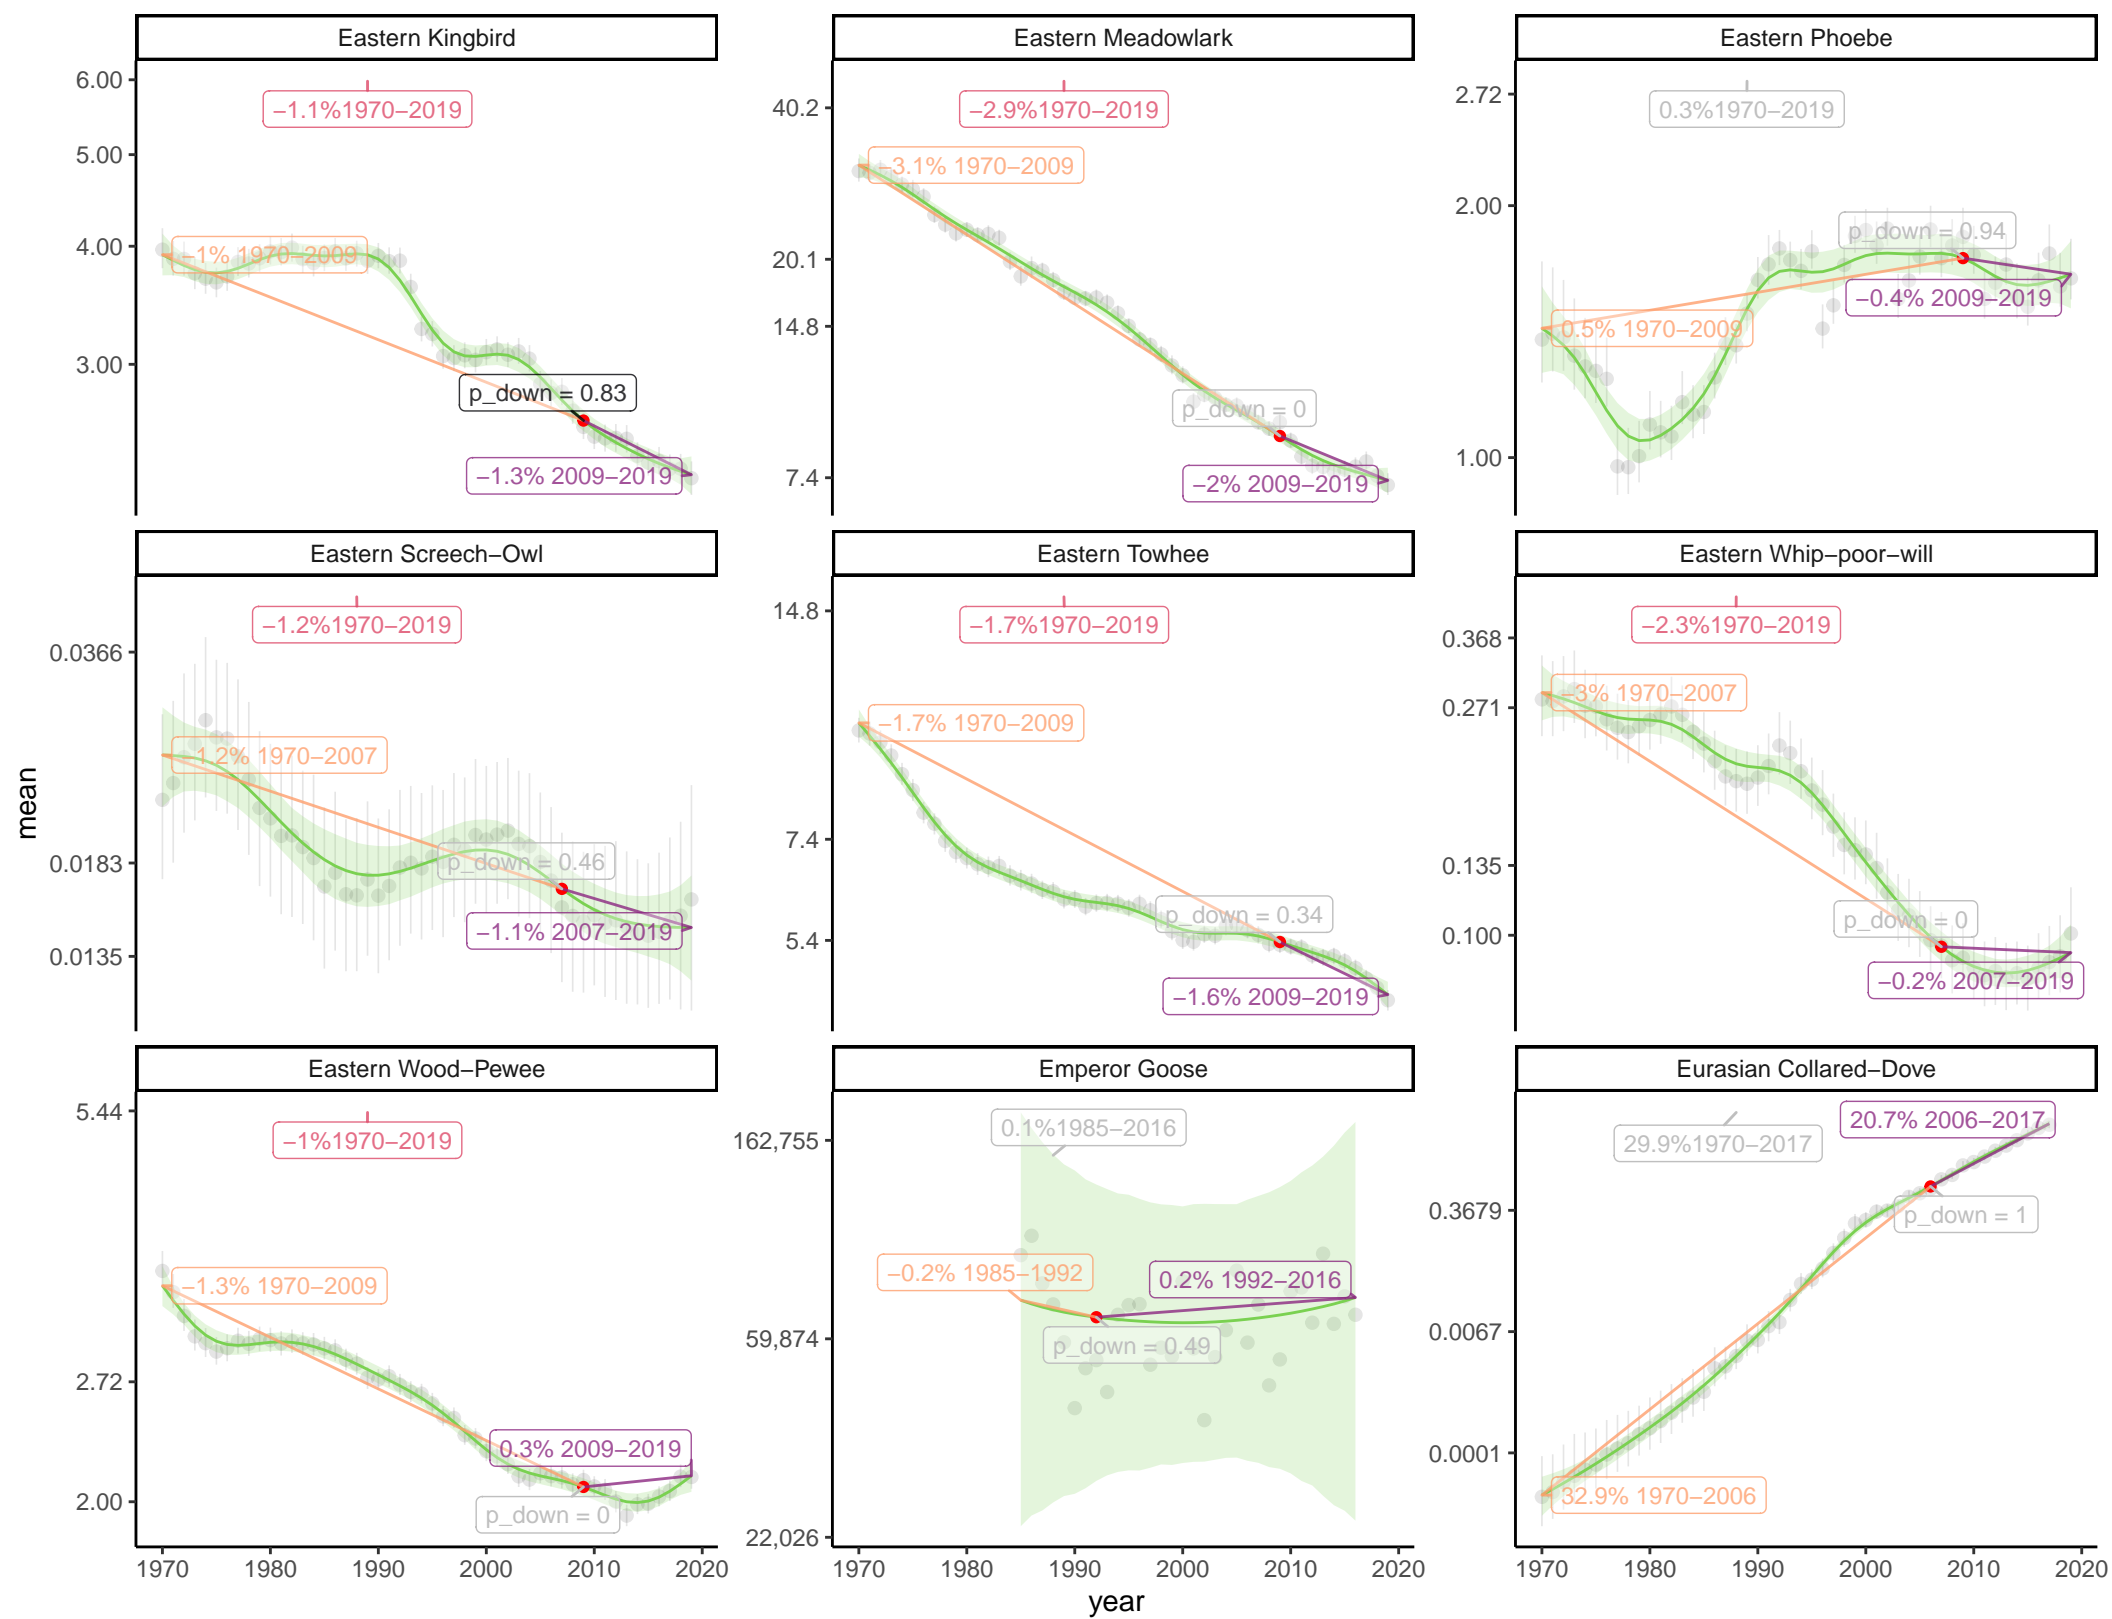 Eastern Kingbird
6.00
5.00
4.00
3.00
−1.1%1970−2019
−1% 1970−2009
p_down = 0.83
−1.3% 2009−2019
Eastern Meadowlark
40.2
20.1
14.8
7.4
−2.9%1970−2019
−3.1% 1970−2009
p_down = 0
−2% 2009−2019
Eastern Phoebe
2.72
2.00
1.00
0.3%1970−2019
p_down = 0.94
−0.4% 2009−2019
0.5% 1970−2009
Eastern Screech−Owl
0.0366
0.0183
0.0135
−1.2%1970−2019
−1.2% 1970−2007
p_down = 0.46
−1.1% 2007−2019
Eastern Towhee
14.8
7.4
5.4
−1.7%1970−2019
−1.7% 1970−2009
p_down = 0.34
−1.6% 2009−2019
Eastern Whip−poor−will
0.368
0.271
0.135
0.100
−2.3%1970−2019
−3% 1970−2007
p_down = 0
−0.2% 2007−2019
Eastern Wood−Pewee
5.44
2.72
2.00
−1%1970−2019
−1.3% 1970−2009
0.3% 2009−2019
p_down = 0
1970 1980 1990 2000 2010 2020
Emperor Goose
162,755
59,874
22,026
0.1%1985−2016
−0.2% 1985−1992
0.2% 1992−2016
p_down = 0.49
1970 1980 1990 2000 2010 2020
Eurasian Collared−Dove
0.3679
0.0067
0.0001
20.7% 2006−2017
29.9%1970−2017
p_down = 1
32.9% 1970−2006
1970 1980 1990 2000 2010 2020
mean
year